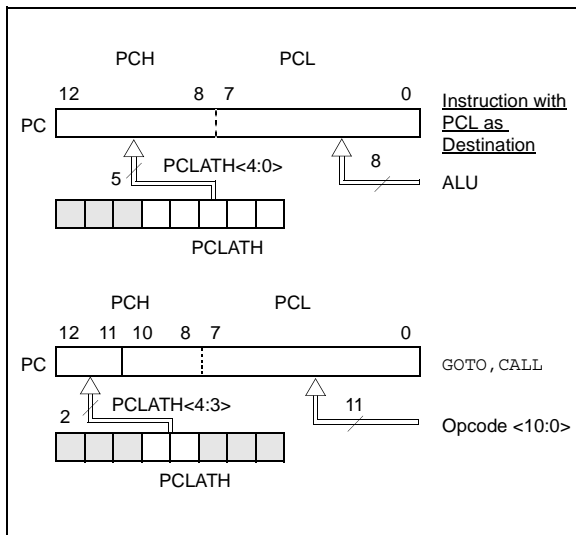 PCH PCL
12 8 7 0
PC
Instruction with
PCL as
Destination
PCLATH<4:0>
5
8
ALU
PCLATH
PCH PCL
12 11 10 8 7 0
PC
GOTO, CALL
PCLATH<4:3>
2
11
Opcode <10:0>
PCLATH